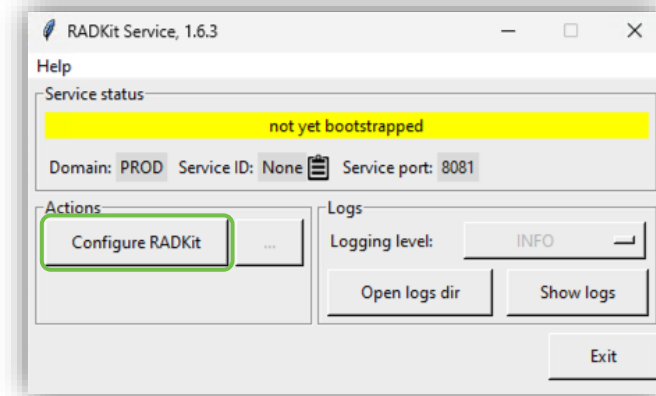 RADKit Service, 1.6.3
Help
Service status
not yet bootstrapped
Domain: PROD Service ID: None Service port: 8081
Actions
Configure RADKit ...
Logs
Logging level: INFO
Open logs dir Show logs
Exit